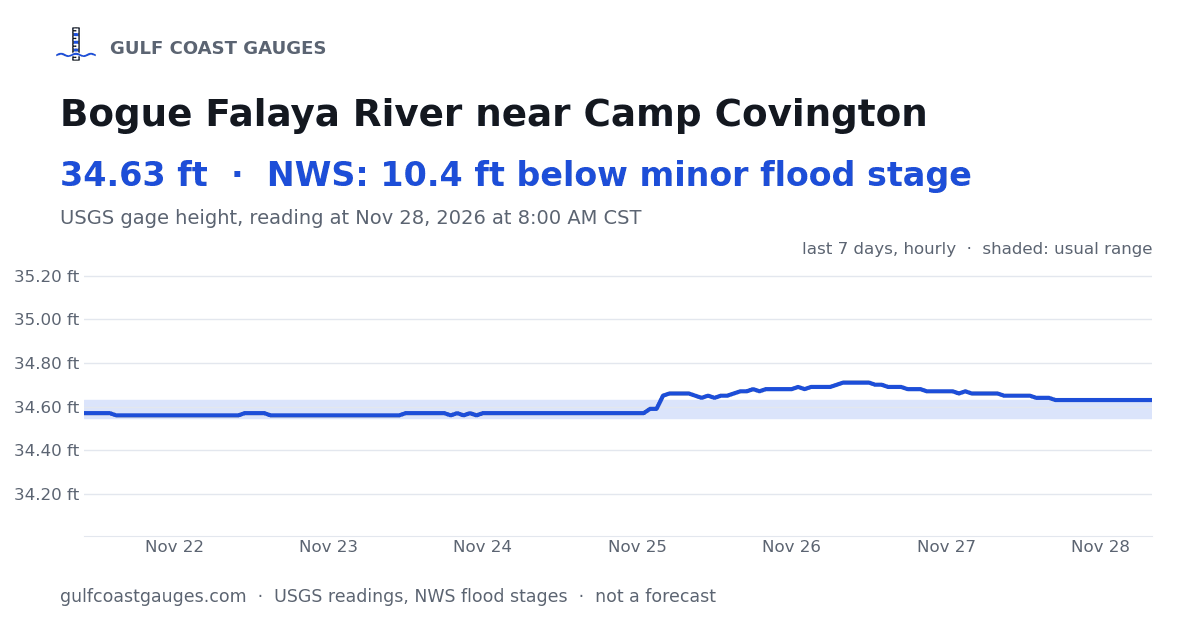 GULF COAST GAUGES
Bogue Falaya River near Camp Covington
34.63 ft · NWS: 10.4 ft below minor flood stage
USGS gage height, reading at Nov 28, 2026 at 8:00 AM CST
last 7 days, hourly · shaded: usual range
35.20 ft
35.00 ft
34.80 ft
34.60 ft
34.40 ft
34.20 ft
Nov 22 Nov 23 Nov 24 Nov 25 Nov 26 Nov 27 Nov 28
gulfcoastgauges.com · USGS readings, NWS flood stages · not a forecast